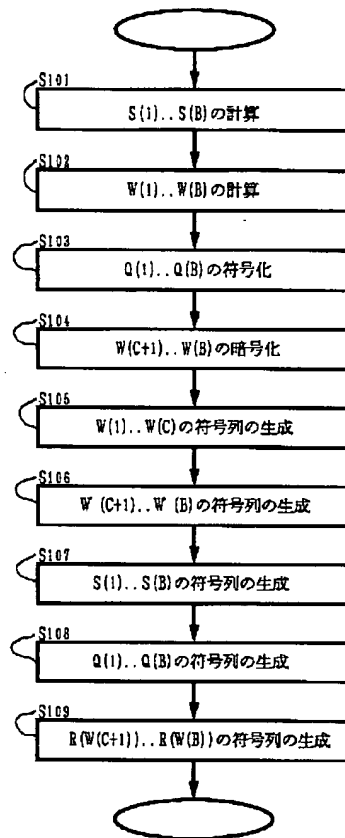 S101
S(1)..S(B)の計算
S102
W(1)..W(B)の計算
S103
Q(1)..Q(B)の符号化
S104
W(C+1)..W(B)の暗号化
S105
W(1)..W(C)の符号列の生成
S106
W'(C+1)..W'(B)の符号列の生成
S107
S(1)..S(B)の符号列の生成
S108
Q(1)..Q(B)の符号列の生成
S109
R(W(C+1))..R(W(B))の符号列の生成